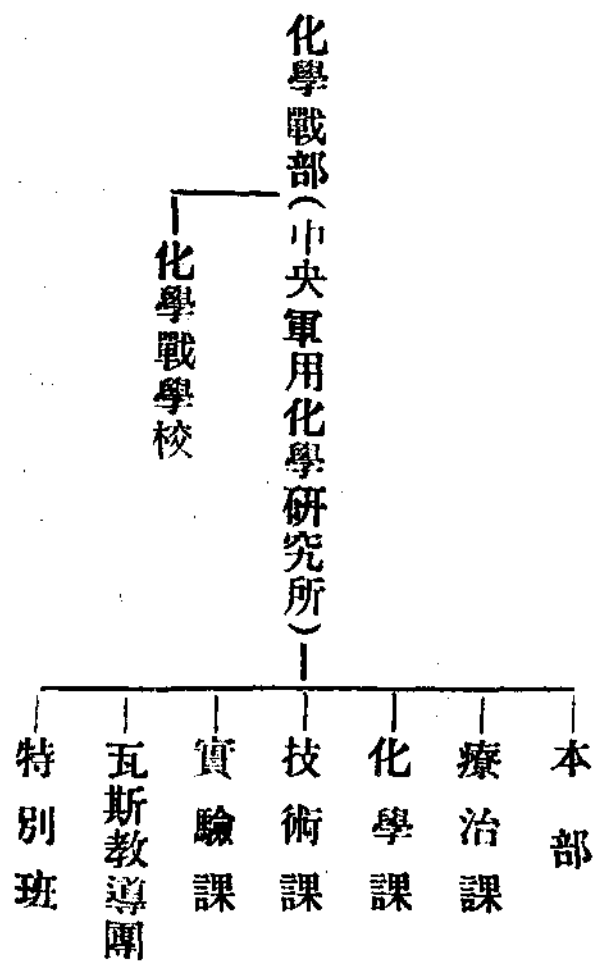 化學戰部(中央軍用化學研究所)
化學戰學校
本部
療治課
化學課
技術課
實驗課
瓦斯教導團
特別班